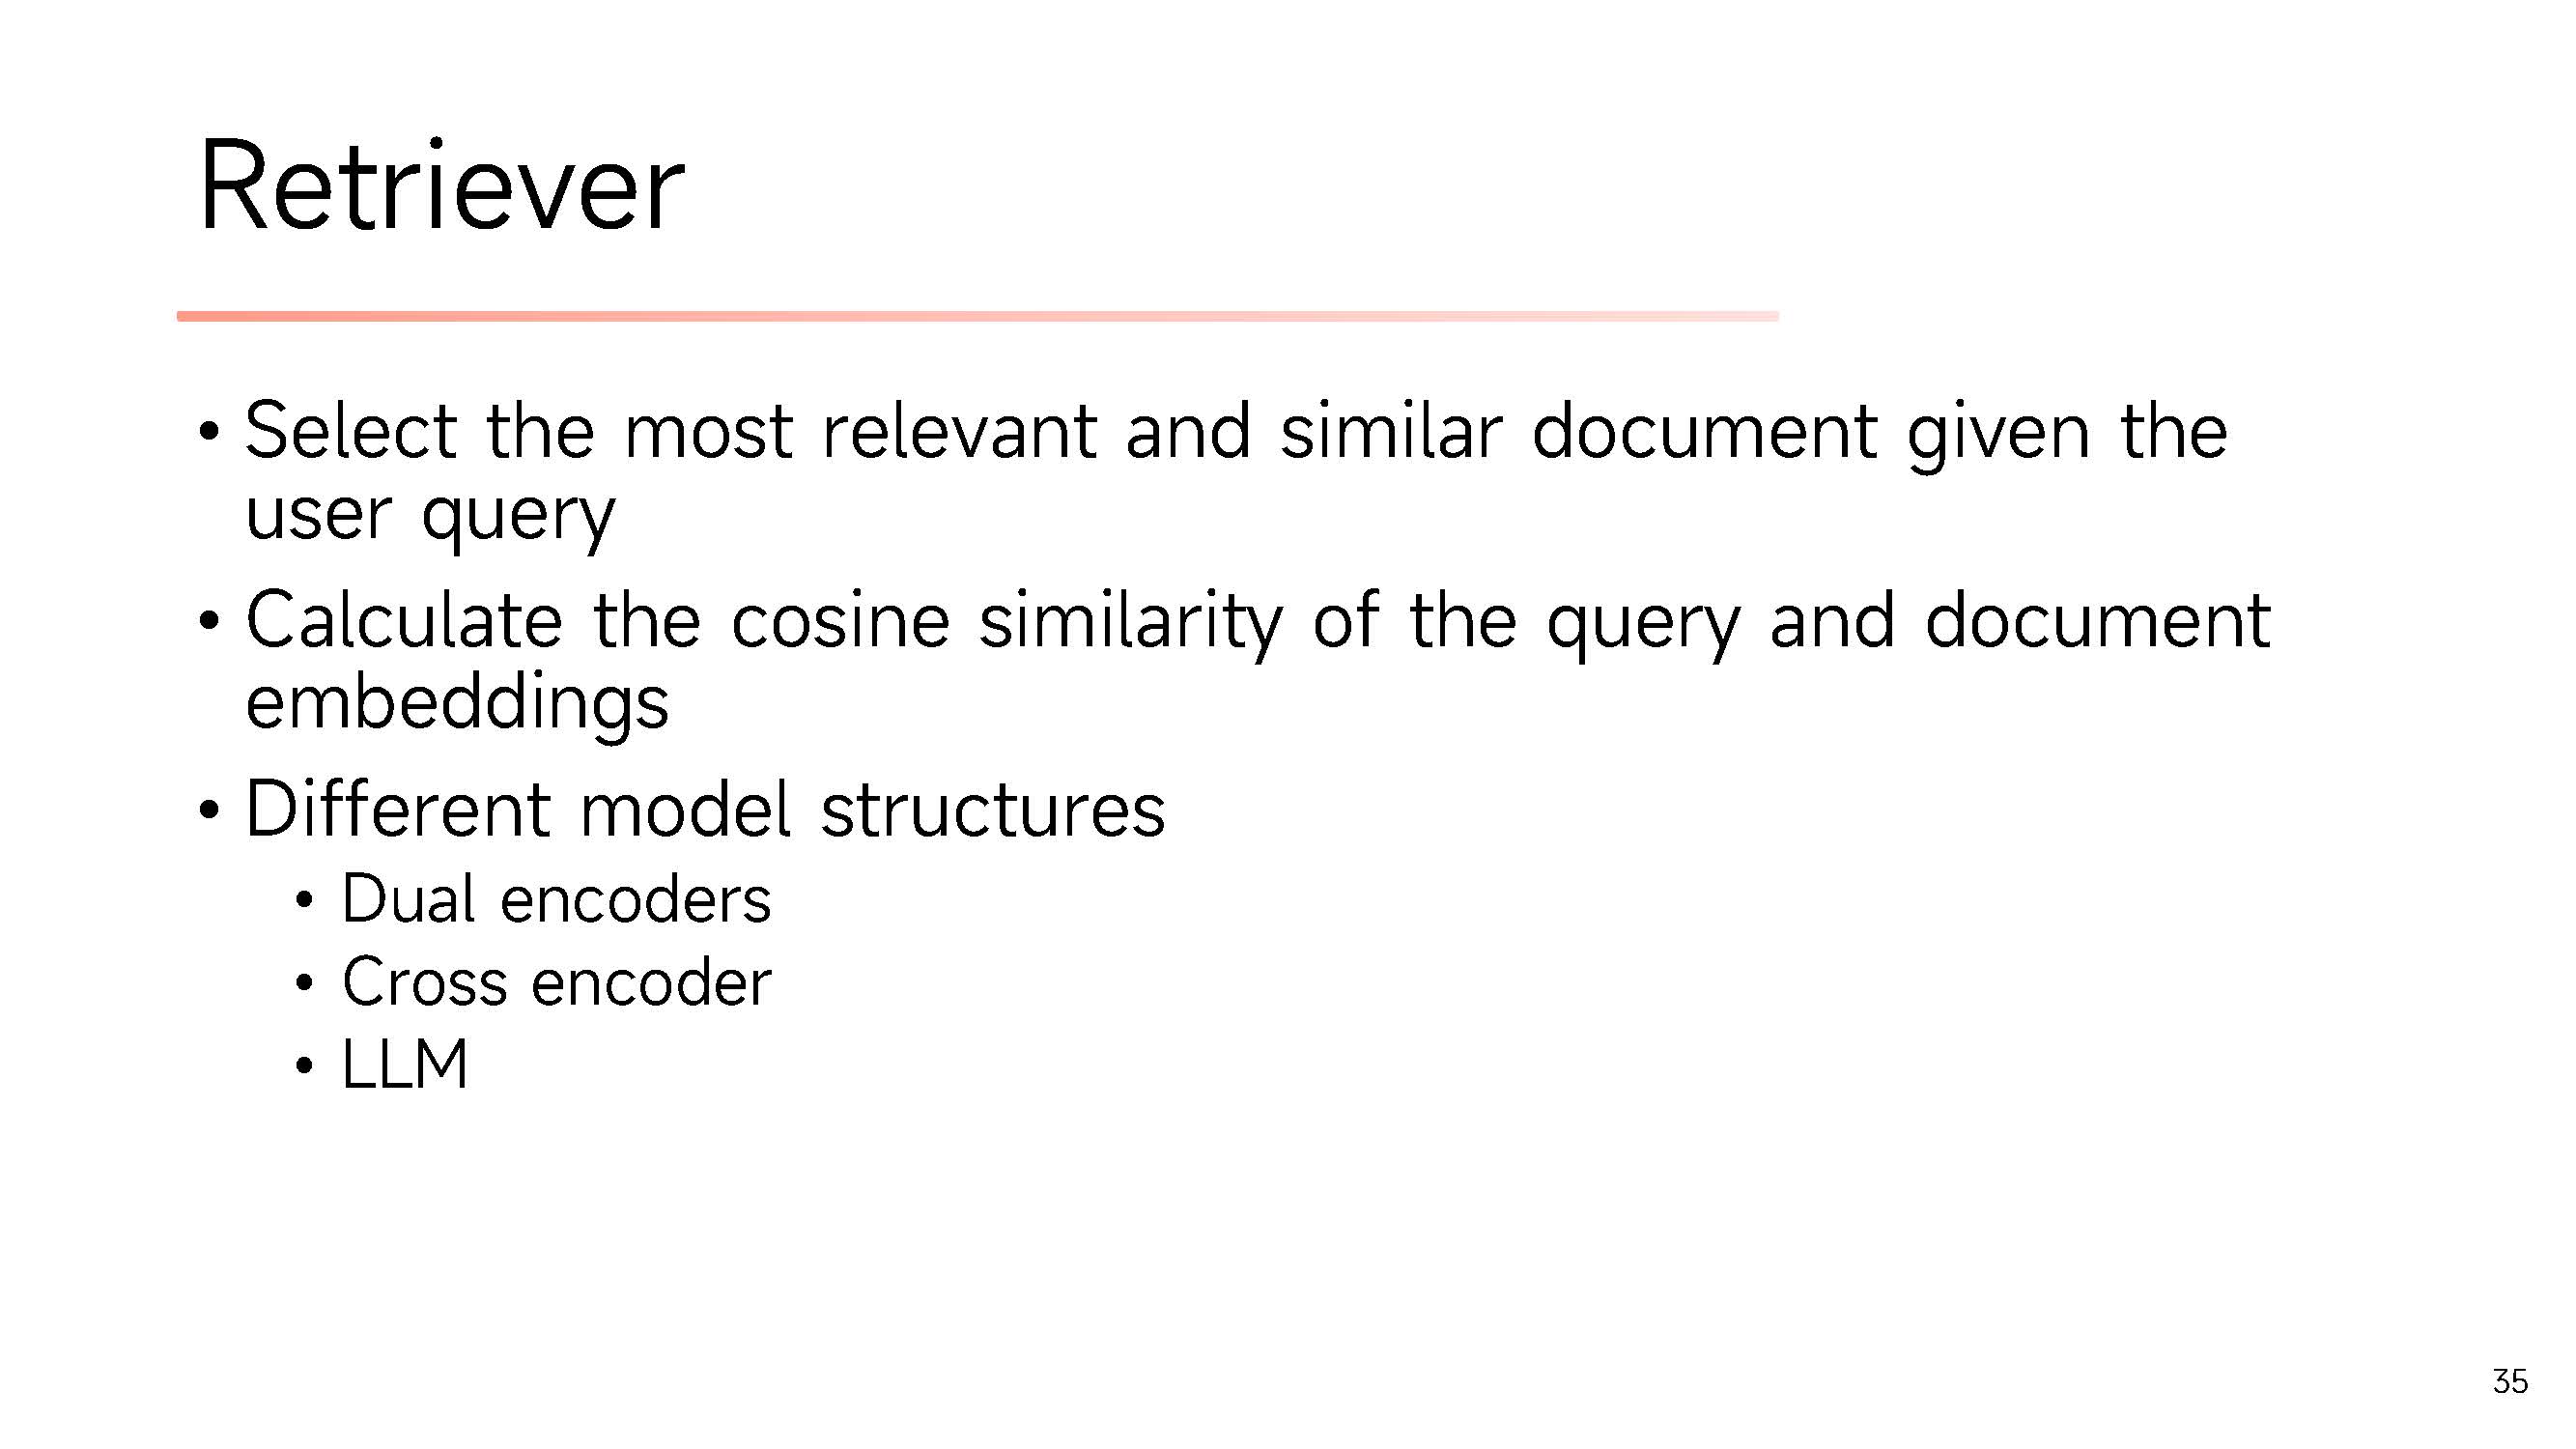 Retriever
• Select the most relevant and similar document given the
user query
• Calculate the cosine similarity of the query and document
embeddings
• Different model structures
• Dual encoders
• Cross encoder
• LLM
35